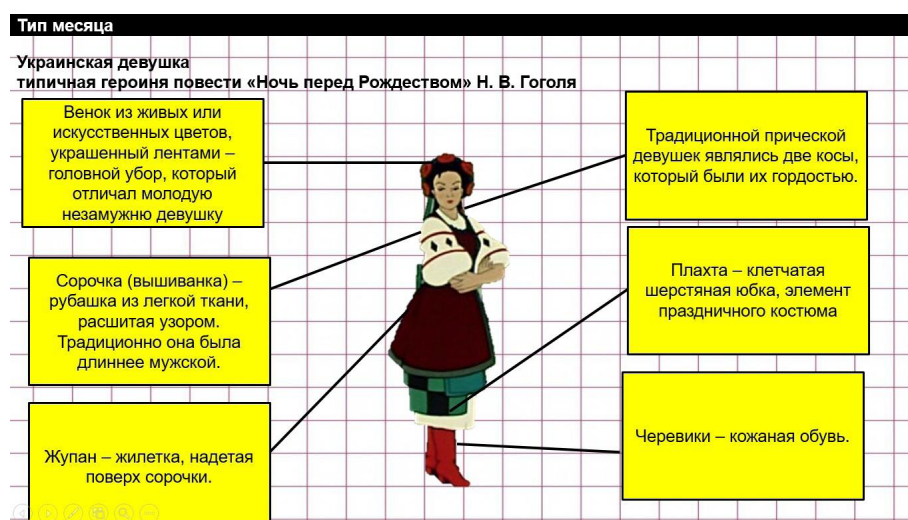 Тип месяца
Украинская девушка
типичная героиня повести «Ночь перед Рождеством» Н. В. Гоголя
Венок из живых или
искусственных цветов,
украшенный лентами –
головной убор, который
отличал молодую
незамужню девушку
Традиционной прической
девушек являлись две косы,
который были их гордостью.
Сорочка (вышиванка) –
рубашка из легкой ткани,
расшитая узором.
Традиционно она была
длиннее мужской.
Плахта – клетчатая
шерстяная юбка, элемент
праздничного костюма
Жупан – жилетка, надетая
поверх сорочки.
Черевики – кожаная обувь.